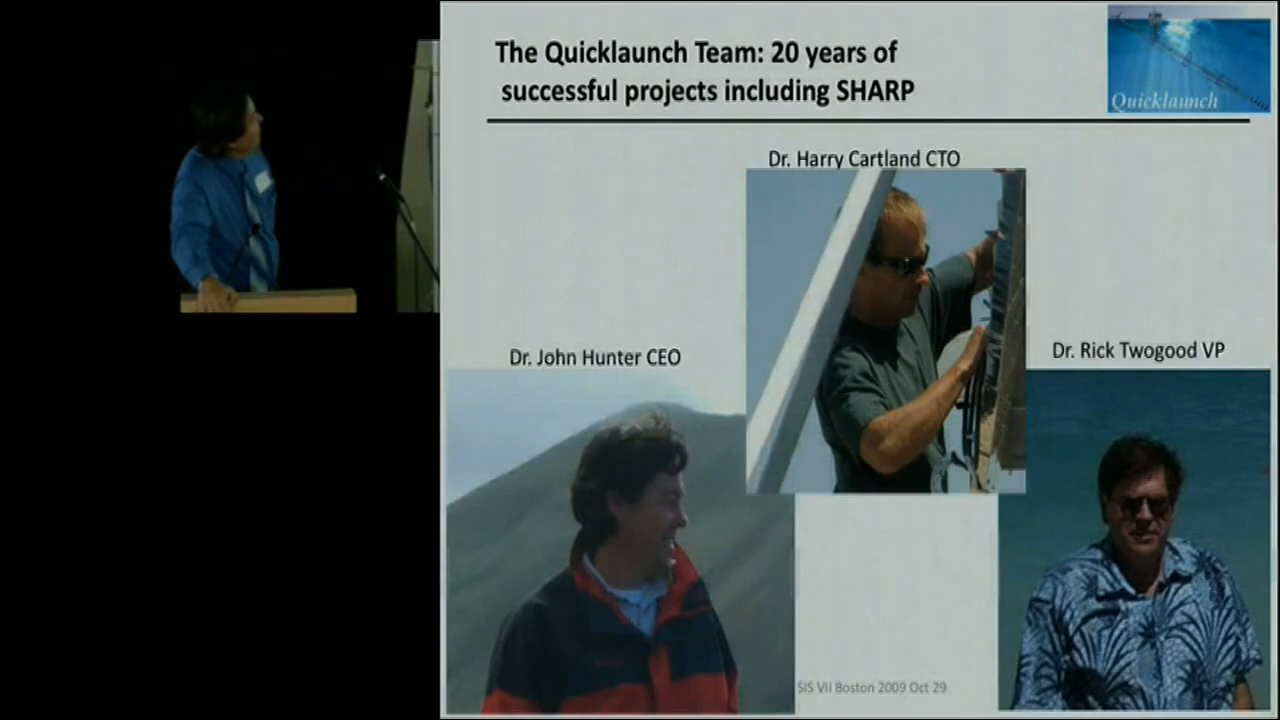 The Quicklaunch Team: 20 years of
successful projects including SHARP
Quicklaunch
Dr. Harry Cartland CTO
Dr. John Hunter CEO
Dr. Rick Twogood VP
SIS VII Boston 2009 Oct 29